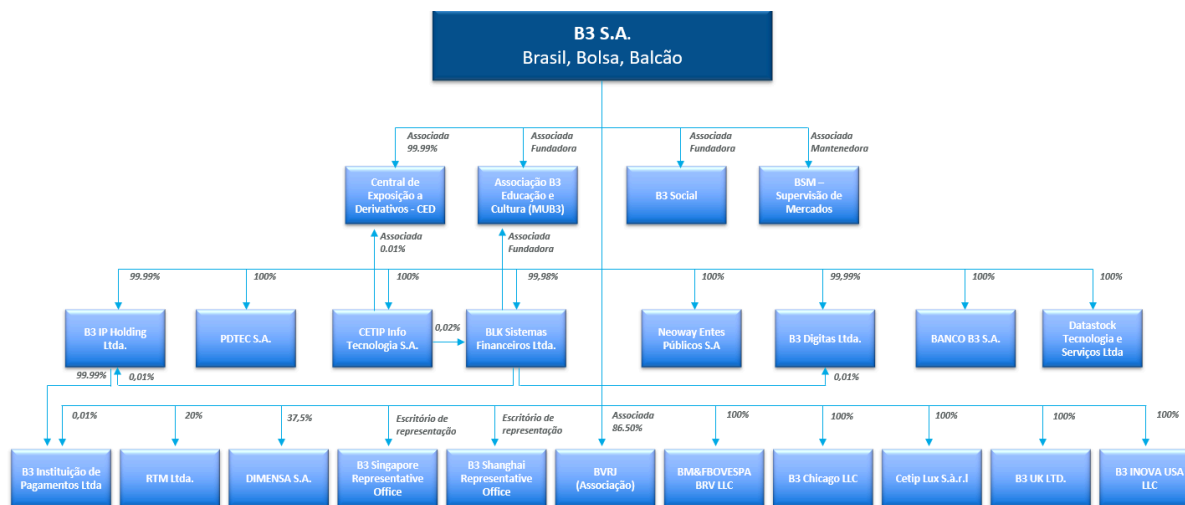 B3 S.A.
Brasil, Bolsa, Balcão
Associada
99.99%
Associada
Fundadora
Associada
Fundadora
Associada
Mantenedora
Central de
Exposição a
Derivativos - CED
Associação B3
Educação e
Cultura (MUB3)
B3 Social
BSM –
Supervisão de
Mercados
Associada
0.01%
Associada
Fundadora
99.99%
100%
100%
99,98%
100%
99,99%
100%
100%
B3 IP Holding
Ltda.
PDTEC S.A.
CETIP Info
Tecnologia S.A.
0,02%
BLK Sistemas
Financeiros Ltda.
Neoway Entes
Públicos S.A
B3 Digitas Ltda.
BANCO B3 S.A.
Datastock
Tecnologia e
Serviços Ltda
99.99%
0,01%
0,01%
0,01%
20%
37,5%
Escritório de
representação
Escritório de
representação
Associada
86.50%
100%
100%
100%
100%
100%
B3 Instituição de
Pagamentos Ltda
RTM Ltda.
DIMENSA S.A.
B3 Singapore
Representative
Office
B3 Shanghai
Representative
Office
BVRJ
(Associação)
BM&FBOVESPA
BRV LLC
B3 Chicago LLC
Cetip Lux S.à.r.l
B3 UK LTD.
B3 INOVA USA
LLC